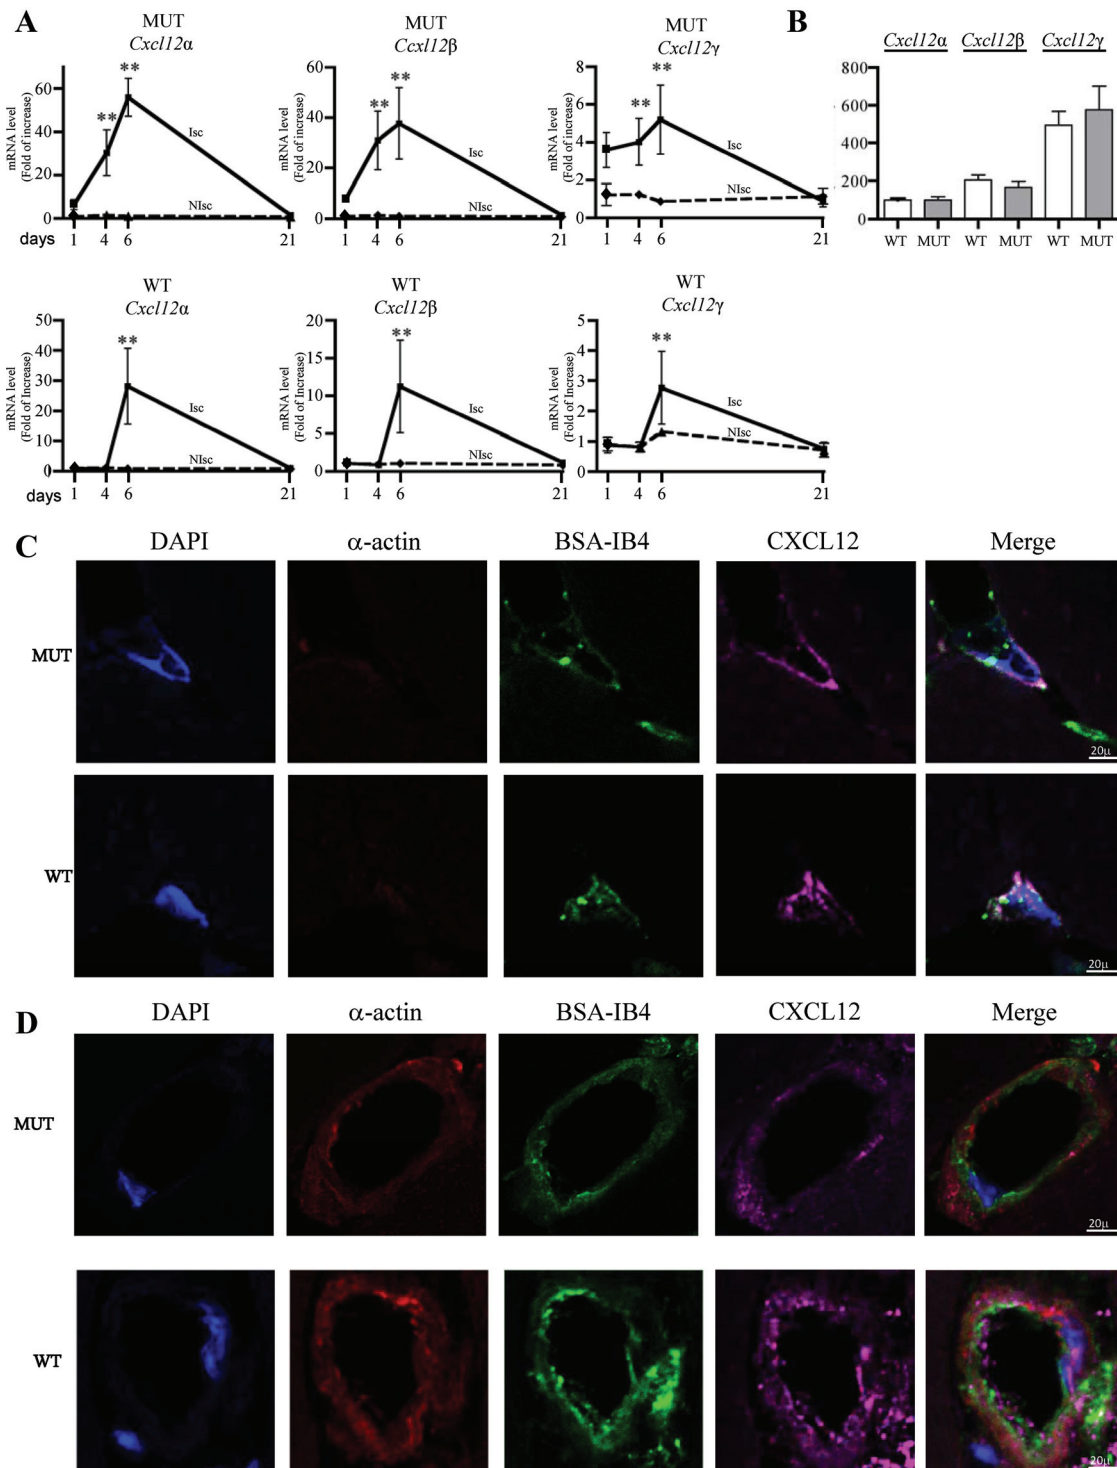 A
B
MUT
Cxcl12α
MUT
Ccxl12β
MUT
Cxcl12γ
Cxcl12α Cxcl12β Cxcl12γ
mRNA level
(Fold of increase)
60
40
20
0
**
**
Isc
NIsc
days
1 4 6 21
mRNA level
(Fold of increase)
60
40
20
0
**
**
Isc
NIsc
1 4 6 21
mRNA level
(Fold of increase)
8
6
4
2
0
**
**
Isc
NIsc
1 4 6 21
800
600
400
200
0
WT MUT WT MUT WT MUT
WT
Cxcl12α
WT
Cxcl12β
WT
Cxcl12γ
mRNA level
(Fold of Increase)
50
40
30
20
10
0
**
Isc
NIsc
days
1 4 6 21
mRNA level
(Fold of Increase)
20
15
10
5
0
**
Isc
NIsc
1 4 6 21
mRNA level
(Fold of Increase)
5
4
3
2
1
0
**
Isc
NIsc
1 4 6 21
C
DAPI α-actin BSA-IB4 CXCL12 Merge
MUT
20μ
WT
20μ
D
DAPI α-actin BSA-IB4 CXCL12 Merge
MUT
20μ
WT
20μ